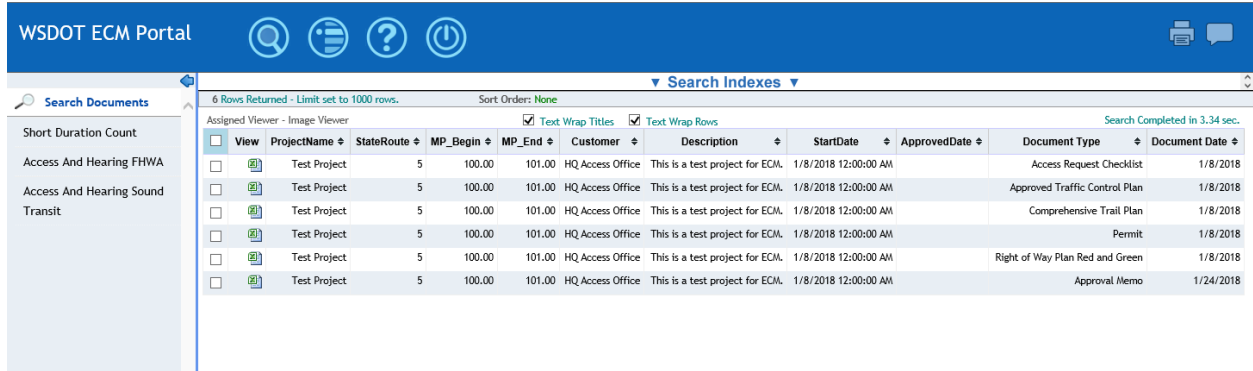 WSDOT ECM Portal
▼ Search Indexes ▼
Search Documents
Short Duration Count
Access And Hearing FHWA
Access And Hearing Sound
Transit
6 Rows Returned - Limit set to 1000 rows. Sort Order: None
Assigned Viewer - Image Viewer Text Wrap Titles Text Wrap Rows Search Completed in 3.34 sec.
View ProjectName StateRoute MP_Begin MP_End Customer Description StartDate ApprovedDate Document Type Document Date
Test Project 5 100.00 101.00 HQ Access Office This is a test project for ECM. 1/8/2018 12:00:00 AM Access Request Checklist 1/8/2018
Test Project 5 100.00 101.00 HQ Access Office This is a test project for ECM. 1/8/2018 12:00:00 AM Approved Traffic Control Plan 1/8/2018
Test Project 5 100.00 101.00 HQ Access Office This is a test project for ECM. 1/8/2018 12:00:00 AM Comprehensive Trail Plan 1/8/2018
Test Project 5 100.00 101.00 HQ Access Office This is a test project for ECM. 1/8/2018 12:00:00 AM Permit 1/8/2018
Test Project 5 100.00 101.00 HQ Access Office This is a test project for ECM. 1/8/2018 12:00:00 AM Right of Way Plan Red and Green 1/8/2018
Test Project 5 100.00 101.00 HQ Access Office This is a test project for ECM. 1/8/2018 12:00:00 AM Approval Memo 1/24/2018